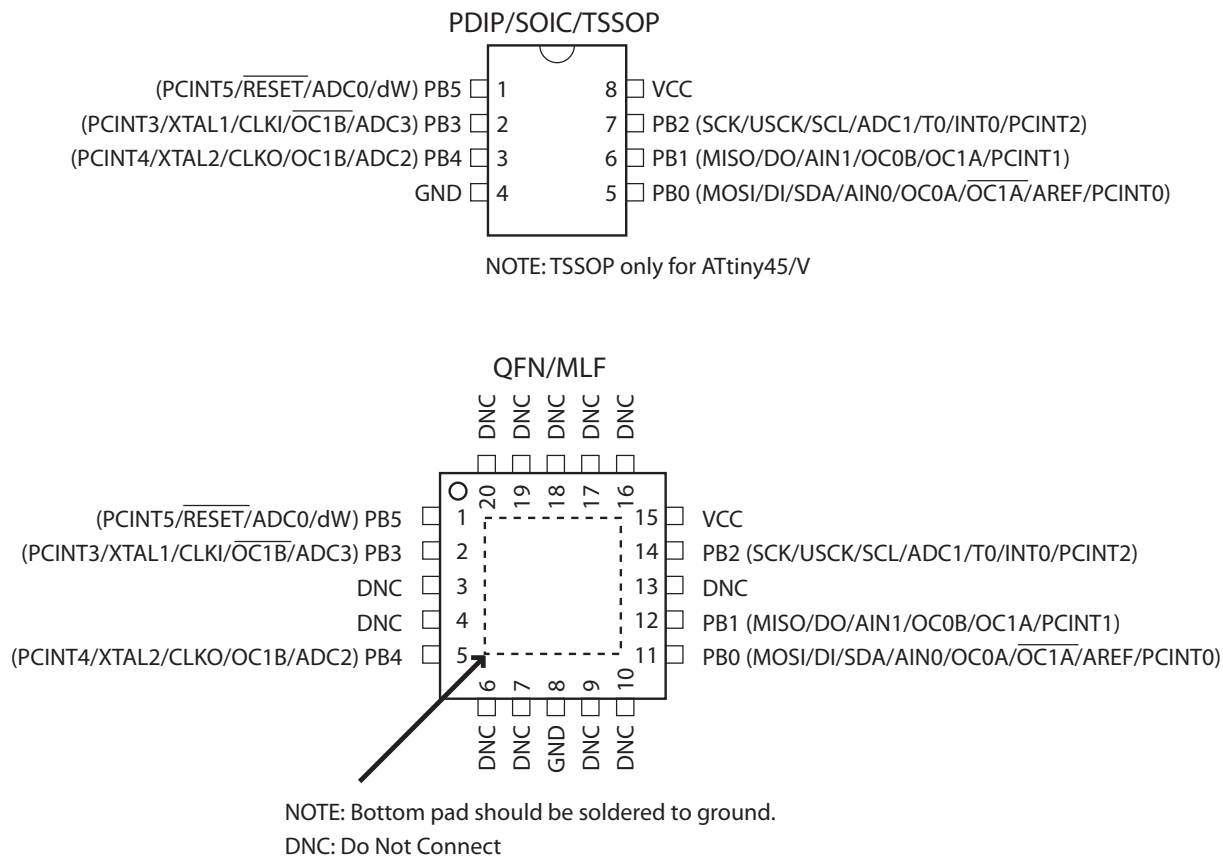 PDIP/SOIC/TSSOP
(PCINT5/RESET/ADC0/dW) PB5 1 8 VCC
(PCINT3/XTAL1/CLKI/OC1B/ADC3) PB3 2 7 PB2 (SCK/USCK/SCL/ADC1/T0/INT0/PCINT2)
(PCINT4/XTAL2/CLKO/OC1B/ADC2) PB4 3 6 PB1 (MISO/DO/AIN1/OC0B/OC1A/PCINT1)
GND 4 5 PB0 (MOSI/DI/SDA/AIN0/OC0A/OC1A/AREF/PCINT0)
NOTE: TSSOP only for ATtiny45/V
QFN/MLF
DNC DNC DNC DNC DNC
20 19 18 17 16
(PCINT5/RESET/ADC0/dW) PB5 1 15 VCC
(PCINT3/XTAL1/CLKI/OC1B/ADC3) PB3 2 14 PB2 (SCK/USCK/SCL/ADC1/T0/INT0/PCINT2)
DNC 3 13 DNC
DNC 4 12 PB1 (MISO/DO/AIN1/OC0B/OC1A/PCINT1)
(PCINT4/XTAL2/CLKO/OC1B/ADC2) PB4 5 11 PB0 (MOSI/DI/SDA/AIN0/OC0A/OC1A/AREF/PCINT0)
6 7 8 9 10
DNC DNC GND DNC DNC
NOTE: Bottom pad should be soldered to ground.
DNC: Do Not Connect